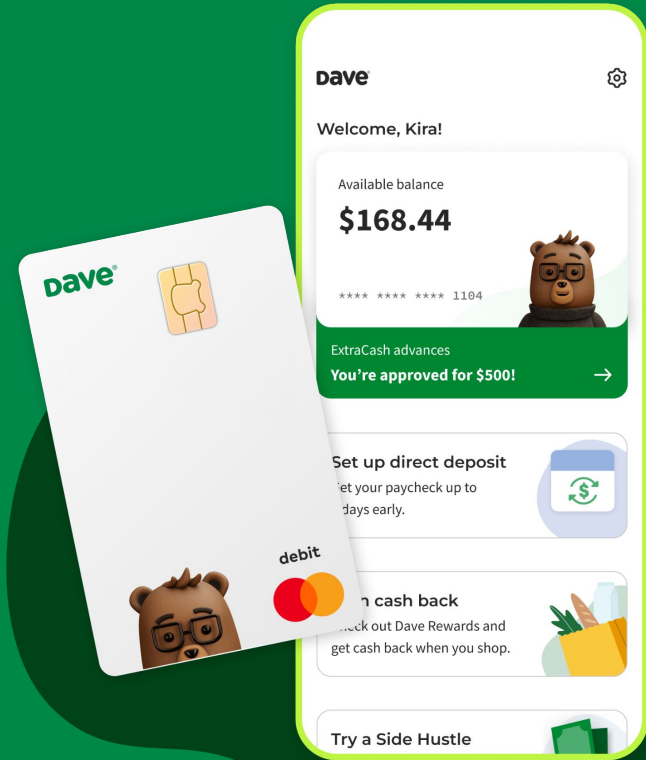 Dave
Welcome, Kira!
Available balance
$168.44
**** **** **** 1104
ExtraCash advances
You’re approved for $500!
Set up direct deposit
your paycheck up to
days early.
cash back
out Dave Rewards and
get cash back when you shop.
Try a Side Hustle
Dave
debit